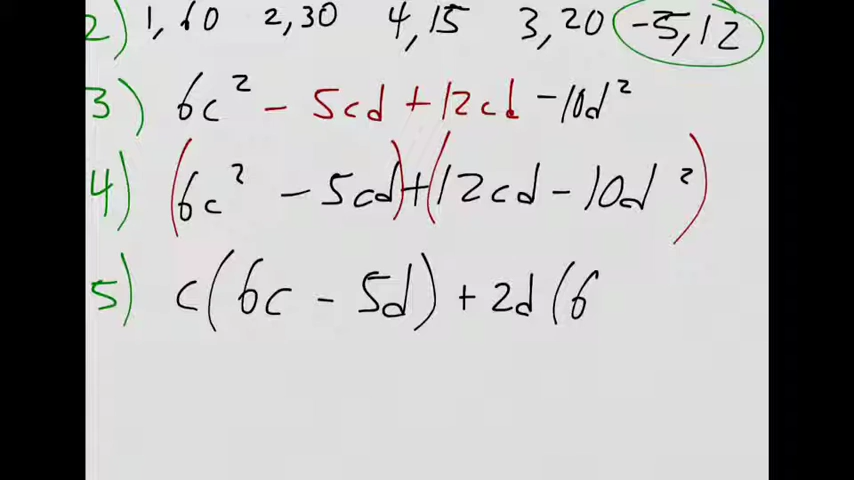 2) 1, 60 2, 30 4, 15 3, 20 -5, 12
3) 6c² - 5cd + 12cd - 10d²
4) (6c² - 5cd) + (12cd - 10d²)
5) c(6c - 5d) + 2d(6